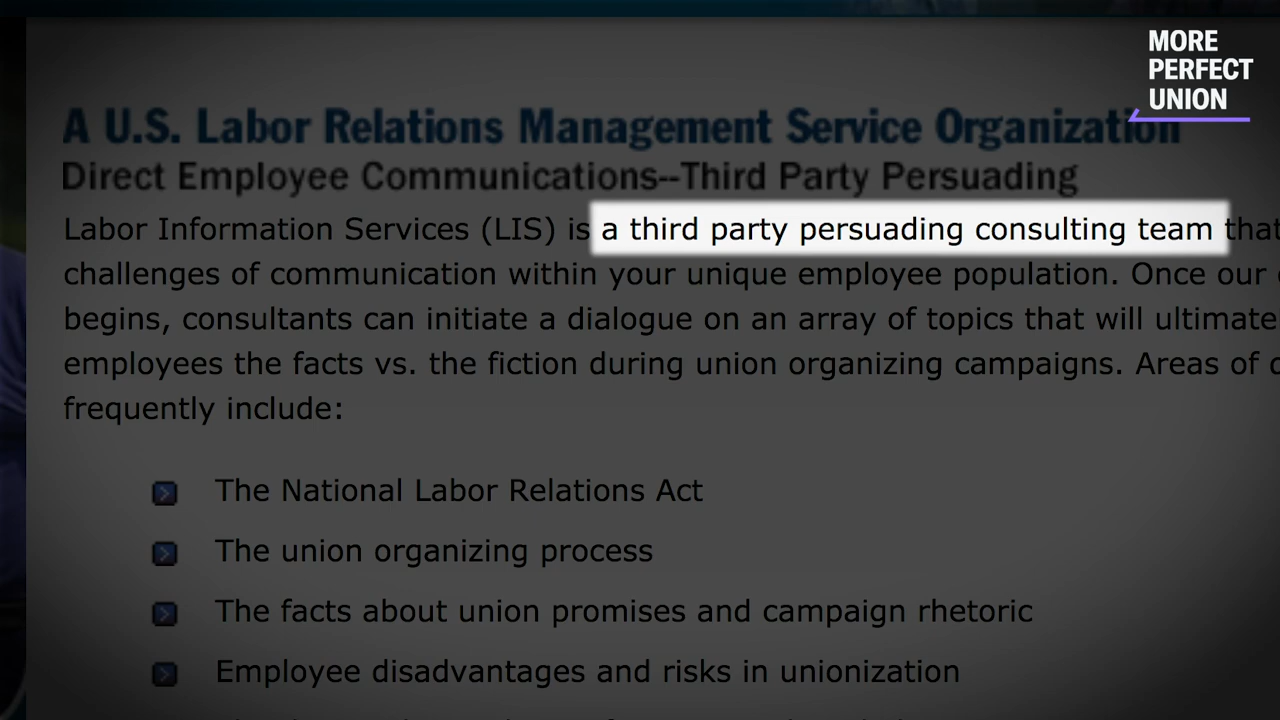 MORE
PERFECT
UNION
A U.S. Labor Relations Management Service Organization
Direct Employee Communications--Third Party Persuading
Labor Information Services (LIS) is a third party persuading consulting team that
challenges of communication within your unique employee population. Once our
begins, consultants can initiate a dialogue on an array of topics that will ultimate
employees the facts vs. the fiction during union organizing campaigns. Areas of
frequently include:
The National Labor Relations Act
The union organizing process
The facts about union promises and campaign rhetoric
Employee disadvantages and risks in unionization